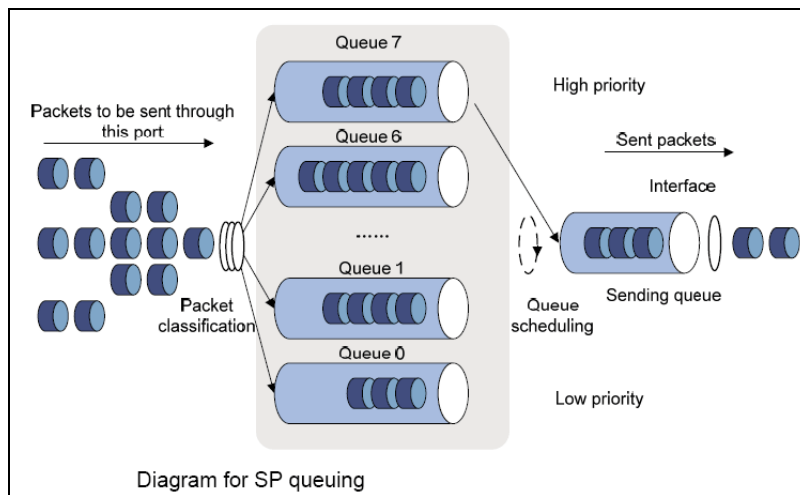 Queue 7
High priority
Packets to be sent through
this port
Queue 6
Sent packets
Interface
......
Queue 1
Packet
classification
Queue
scheduling
Sending queue
Queue 0
Low priority
Diagram for SP queuing